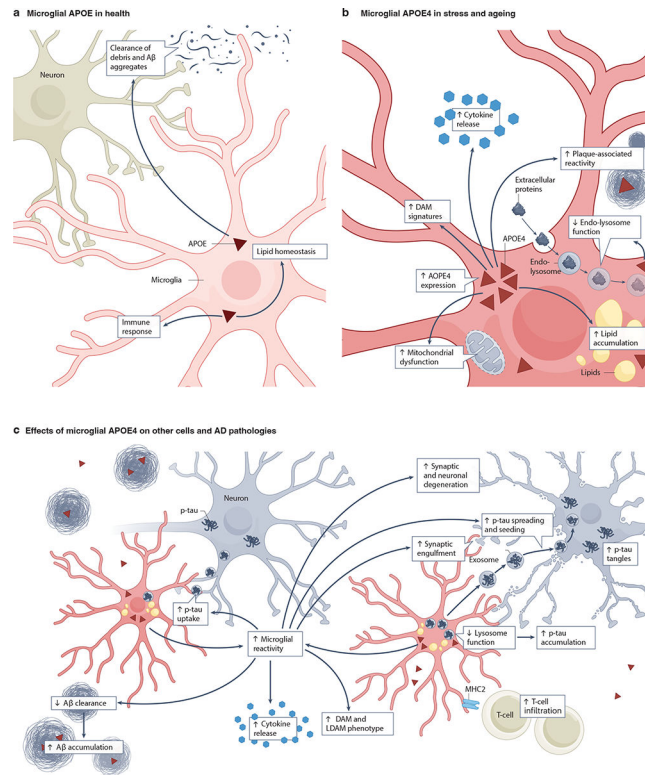 a Microglial APOE in health
Neuron
Clearance of
debris and Aβ
aggregates
APOE
Lipid homeostasis
Microglia
Immune
response
b Microglial APOE4 in stress and ageing
↑ Cytokine
release
↑ Plaque-associated
reactivity
Extracellular
proteins
↑ DAM
signatures
↓ Endo-lysosome
function
APOE4
Endo-
lysosome
↑ AOPE4
expression
↑ Lipid
accumulation
↑ Mitochondrial
dysfunction
Lipids
c Effects of microglial APOE4 on other cells and AD pathologies
↑ Synaptic
and neuronal
degeneration
Neuron
p-tau
↑ p-tau spreading
and seeding
↑ Synaptic
engulfment
↑ p-tau
tangles
Exosome
↑ p-tau
uptake
↑ Microglial
reactivity
↓ Lysosome
function
↑ p-tau
accumulation
MHC2
↓ Aβ clearance
↑ T-cell
infiltration
T-cell
↑ Cytokine
release
↑ DAM and
LDAM phenotype
↑ Aβ accumulation